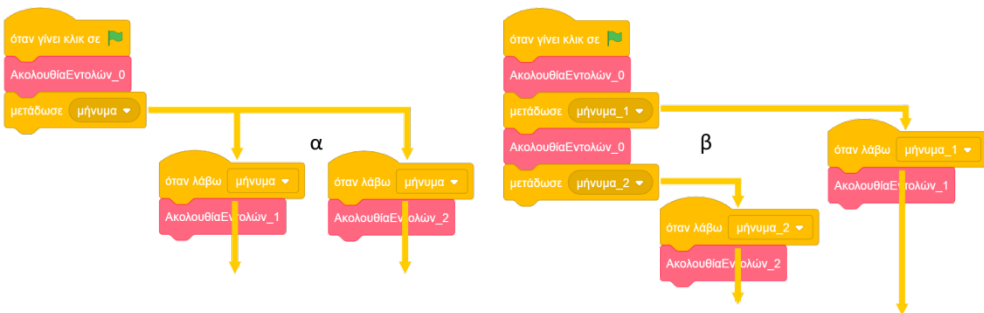 όταν γίνει κλικ σε
ΑκολουθίαΕντολών_0
μετάδωσε μήνυμα
α
όταν λάβω μήνυμα
ΑκολουθίαΕντολών_1
όταν λάβω μήνυμα
ΑκολουθίαΕντολών_2
όταν γίνει κλικ σε
ΑκολουθίαΕντολών_0
μετάδωσε μήνυμα_1
ΑκολουθίαΕντολών_0
μετάδωσε μήνυμα_2
β
όταν λάβω μήνυμα_1
ΑκολουθίαΕντολών_1
όταν λάβω μήνυμα_2
ΑκολουθίαΕντολών_2